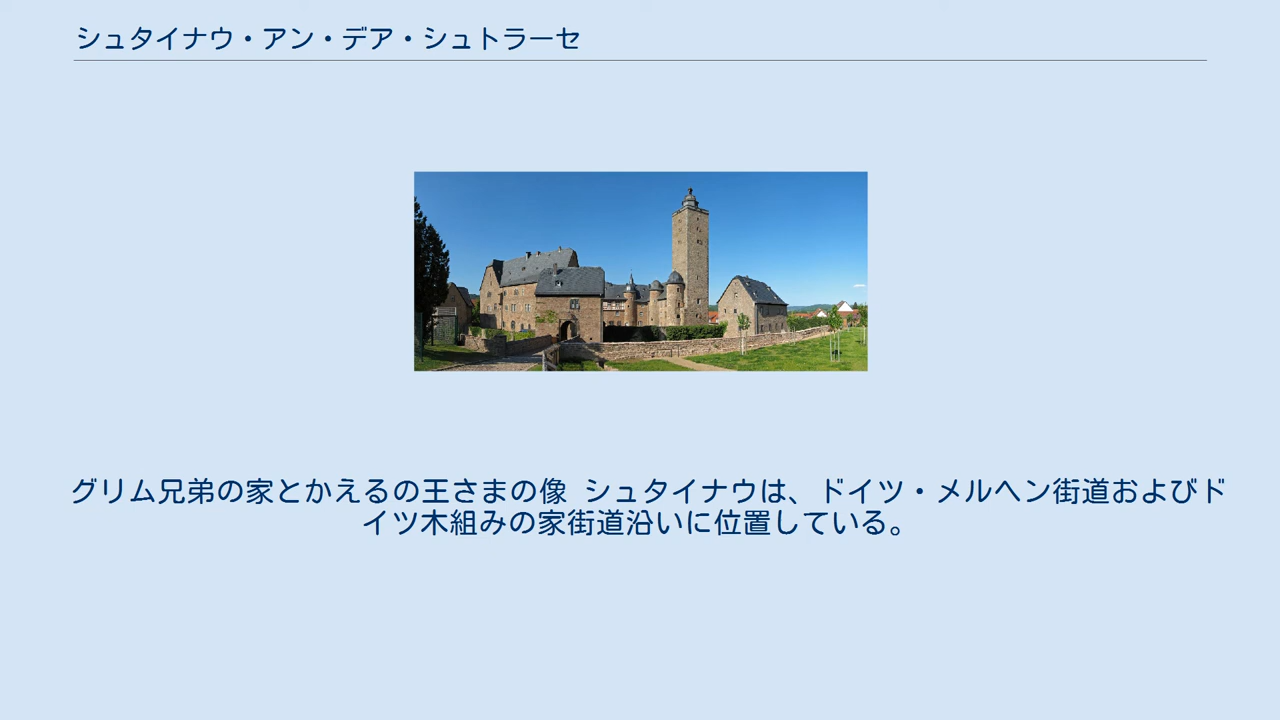 シュタイナウ・アン・デア・シュトラーセ
グリム兄弟の家とかえるの王さまの像 シュタイナウは、ドイツ・メルヘン街道およびド
イツ木組みの家街道沿いに位置している。